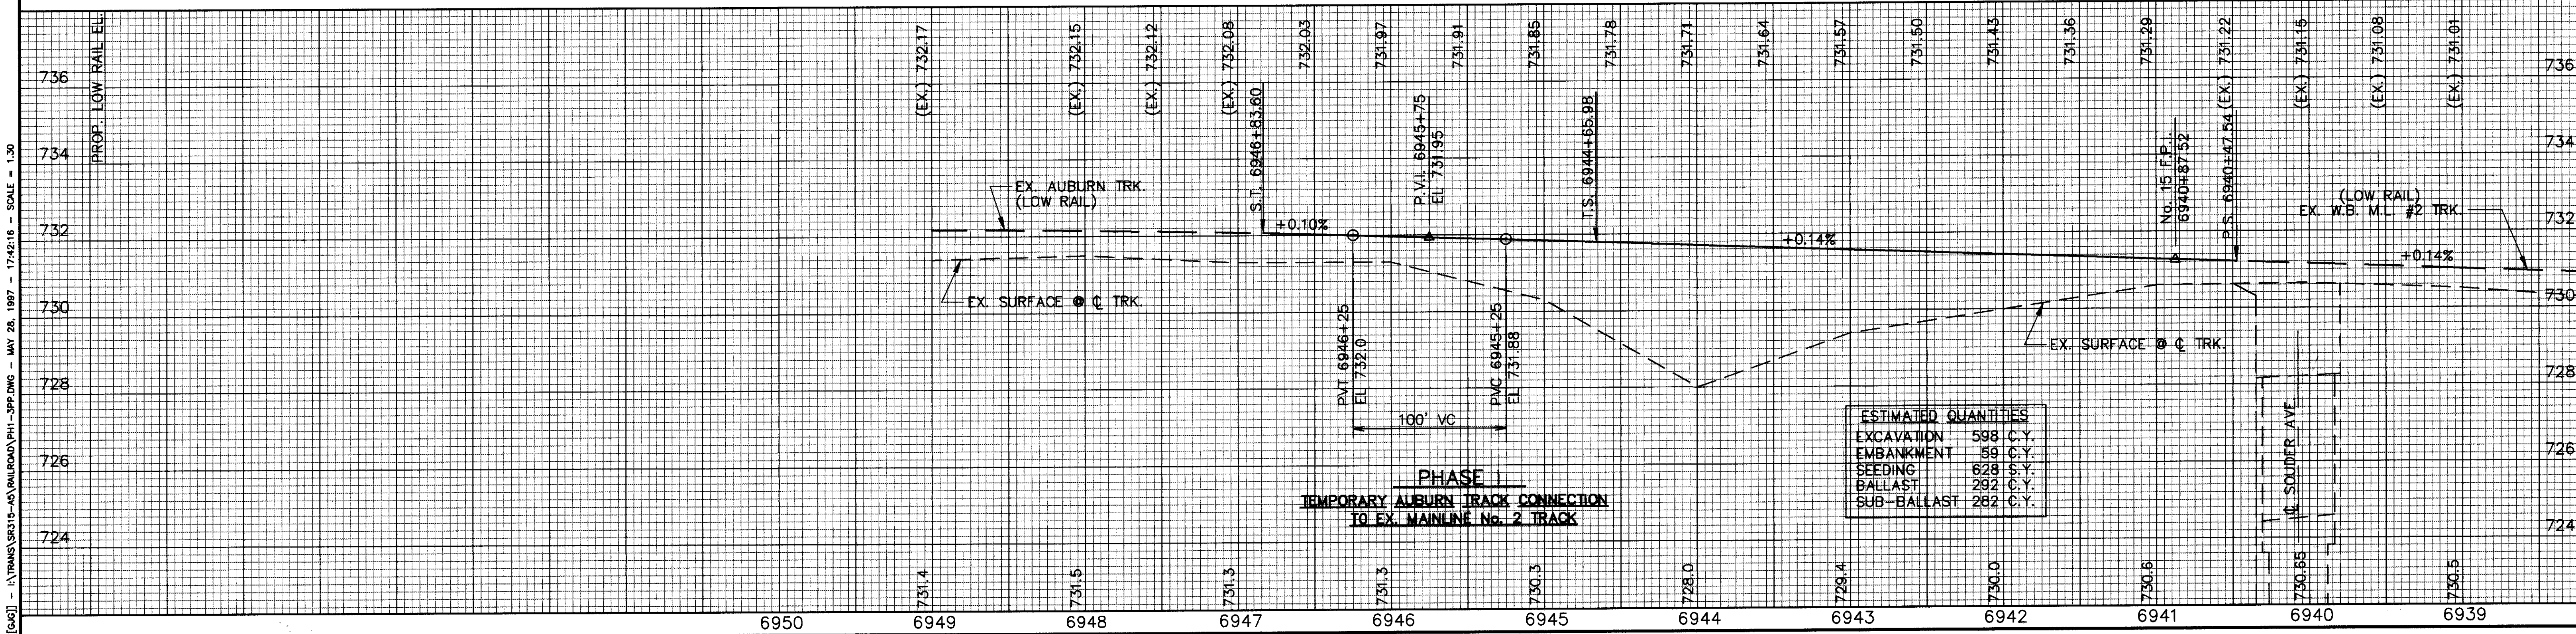 PROP. LOW RAIL EL.
(EX.) 732.17
(EX.) 732.15
(EX.) 732.12
(EX.) 732.08
732.03
731.97
731.91
731.85
731.78
731.71
731.64
731.57
731.50
731.43
731.36
731.29
(EX.) 731.22
(EX.) 731.15
(EX.) 731.08
(EX.) 731.01
736
734
732
730
728
726
724
736
734
732
730
728
726
724
EX. AUBURN TRK.
(LOW RAIL)
EX. SURFACE @ ℄ TRK.
S.T. 6946+83.60
+0.10%
P.V.I. 6945+75
EL 731.95
T.S. 6944+65.98
+0.14%
No. 15 F.P.I.
6940+87.52
P.S. 6940+47.54
(LOW RAIL)
EX. W.B. M.L. #2 TRK.
+0.14%
EX. SURFACE @ ℄ TRK.
PVT 6946+25
EL 732.0
PVC 6945+25
EL 731.88
100' VC
PHASE I
TEMPORARY AUBURN TRACK CONNECTION
TO EX. MAINLINE No. 2 TRACK
ESTIMATED QUANTITIES
EXCAVATION 598 C.Y.
EMBANKMENT 59 C.Y.
SEEDING 628 S.Y.
BALLAST 292 C.Y.
SUB-BALLAST 282 C.Y.
℄ SOUDER AVE.
731.4
731.5
731.3
731.3
730.3
728.0
729.4
730.0
730.6
730.65
730.5
6950
6949
6948
6947
6946
6945
6944
6943
6942
6941
6940
6939
[GJG]] - I:\TRANS\SR315-A5\RAILROAD\PH1-3PP.DWG - MAY 28, 1997 - 17:42:16 - SCALE = 1.30